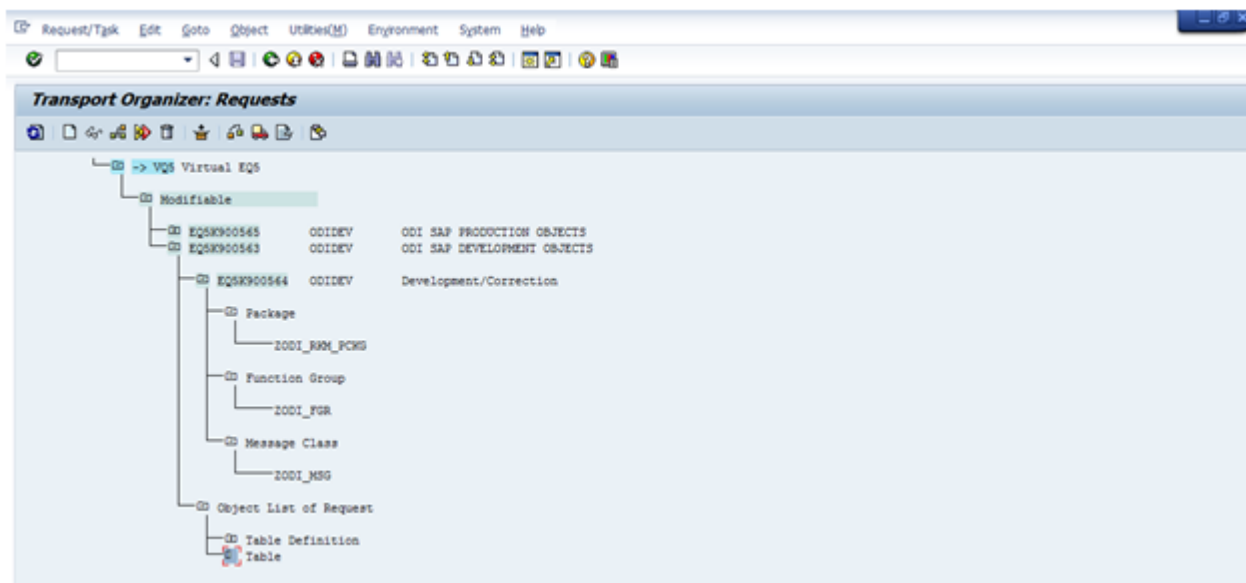 Request/Task Edit Goto Object Utilities(M) Environment System Help
Transport Organizer: Requests
-> VQ5 Virtual EQ5
Modifiable
EQ5K900565 ODIDEV ODI SAP PRODUCTION OBJECTS
EQ5K900563 ODIDEV ODI SAP DEVELOPMENT OBJECTS
EQ5K900564 ODIDEV Development/Correction
Package
ZODI_RKM_PCKG
Function Group
ZODI_FGR
Message Class
ZODI_MSG
Object List of Request
Table Definition
Table